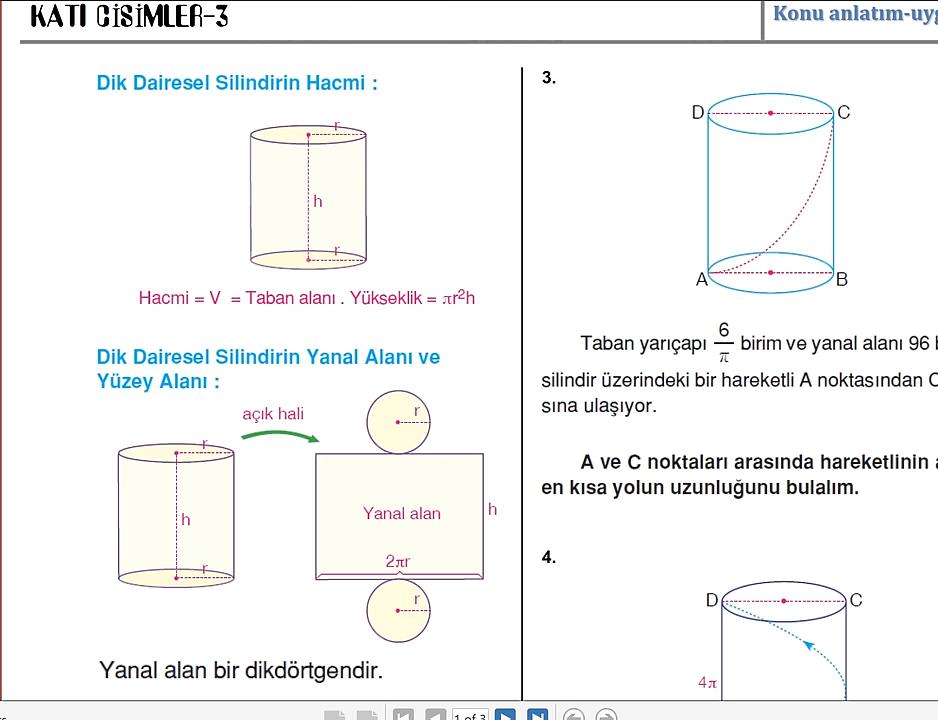 KATI CİSİMLER-3
Konu anlatım-uyg
Dik Dairesel Silindirin Hacmi :
r
h
r
Hacmi = V = Taban alanı . Yükseklik = πr²h
Dik Dairesel Silindirin Yanal Alanı ve
Yüzey Alanı :
açık hali
r
h
r
r
Yanal alan
h
2πr
r
Yanal alan bir dikdörtgendir.
3.
D
C
A
B
Taban yarıçapı 6/π birim ve yanal alanı 96
silindir üzerindeki bir hareketli A noktasından
sına ulaşıyor.
A ve C noktaları arasında hareketlinin
en kısa yolun uzunluğunu bulalım.
4.
D
C
4π
1 of 3